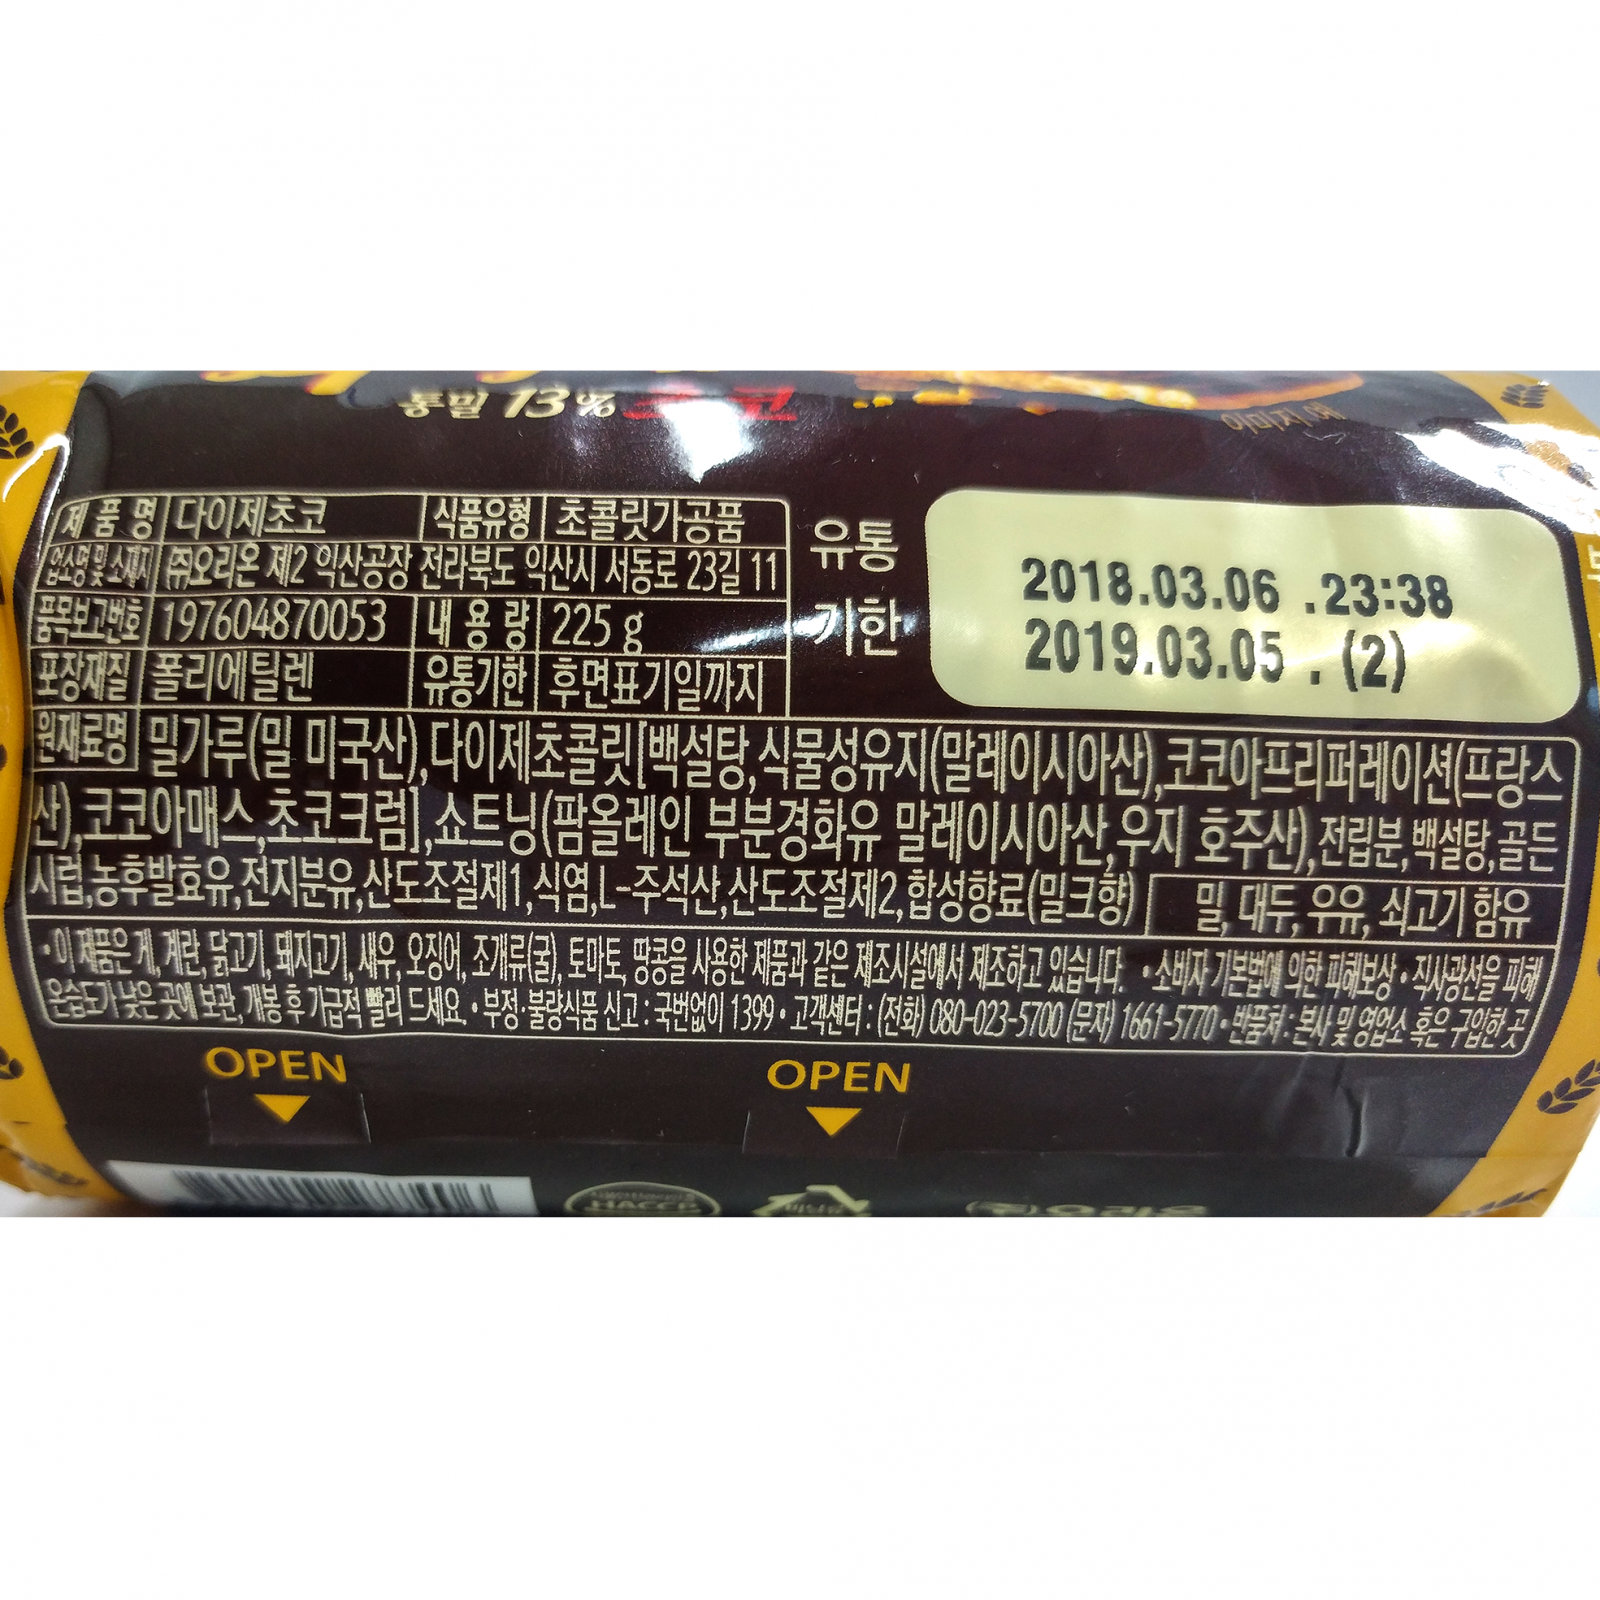 통밀 13%
이미지예
제 품 명 다이제초코 식품유형 초콜릿가공품
업소명 및 소재지 ㈜오리온 제2 익산공장 전라북도 익산시 서동로 23길 11
품목보고번호 197604870053 내 용 량 225 g
포장재질 폴리에틸렌 유통기한 후면표기일까지
유통
기한
2018.03.06 .23:38
2019.03.05 . (2)
원재료명 밀가루(밀 미국산),다이제초콜릿[백설탕,식물성유지(말레이시아산),코코아프리퍼레이션(프랑스
산),코코아매스,초코크럼],쇼트닝(팜올레인 부분경화유 말레이시아산,우지 호주산),전립분,백설탕,골든
시럽,농후발효유,전지분유,산도조절제1,식염,L-주석산,산도조절제2,합성향료(밀크향) 밀, 대두, 우유, 쇠고기 함유
•이 제품은 게, 계란, 닭고기, 돼지고기, 새우, 오징어, 조개류(굴), 토마토, 땅콩을 사용한 제품과 같은 제조시설에서 제조하고 있습니다. •소비자 기본법에 의한 피해보상 •직사광선을 피해
온습도가 낮은 곳에 보관, 개봉 후 가급적 빨리 드세요. •부정·불량식품 신고 : 국번없이 1399 •고객센터 : (전화) 080-023-5700 (문자) 1661-5770 •반품처 : 본사 및 영업소 혹은 구입한 곳
OPEN OPEN
HACCP
(주)오리온